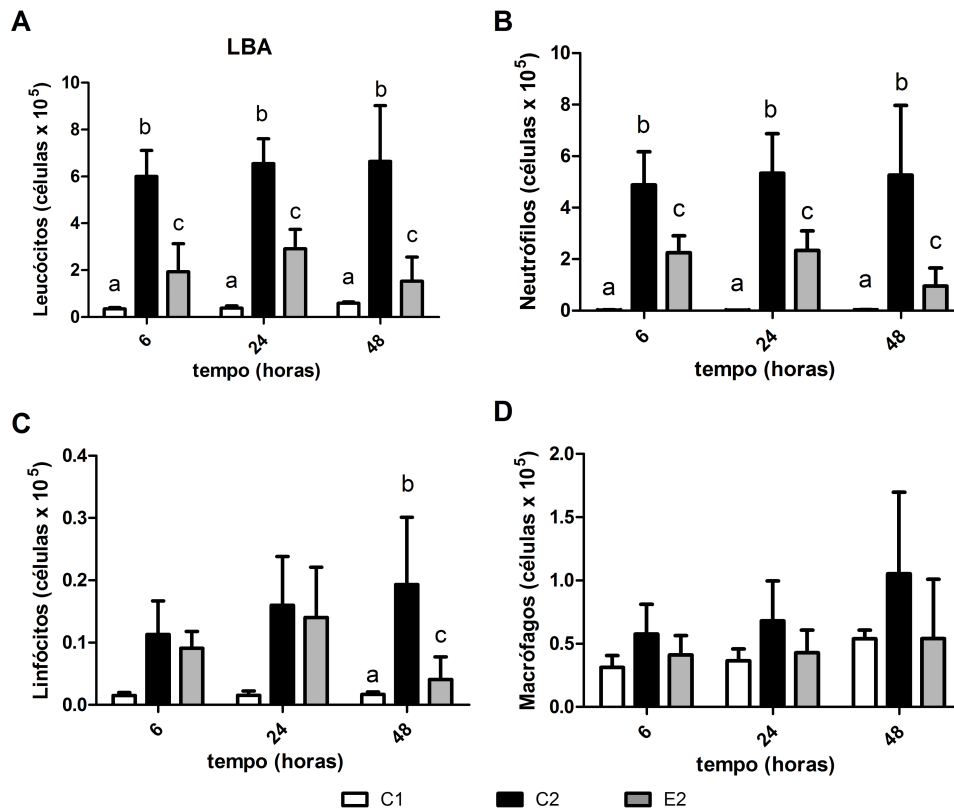 A
LBA
Leucócitos (células x 10⁵)
10
8
6
4
2
0
a b c a b c a b c
6 24 48
tempo (horas)
B
Neutrófilos (células x 10⁵)
10
8
6
4
2
0
a b c a b c a b c
6 24 48
tempo (horas)
C
Linfócitos (células x 10⁵)
0.4
0.3
0.2
0.1
0.0
a b c
6 24 48
tempo (horas)
D
Macrófagos (células x 10⁵)
2.0
1.5
1.0
0.5
0.0
6 24 48
tempo (horas)
C1 C2 E2